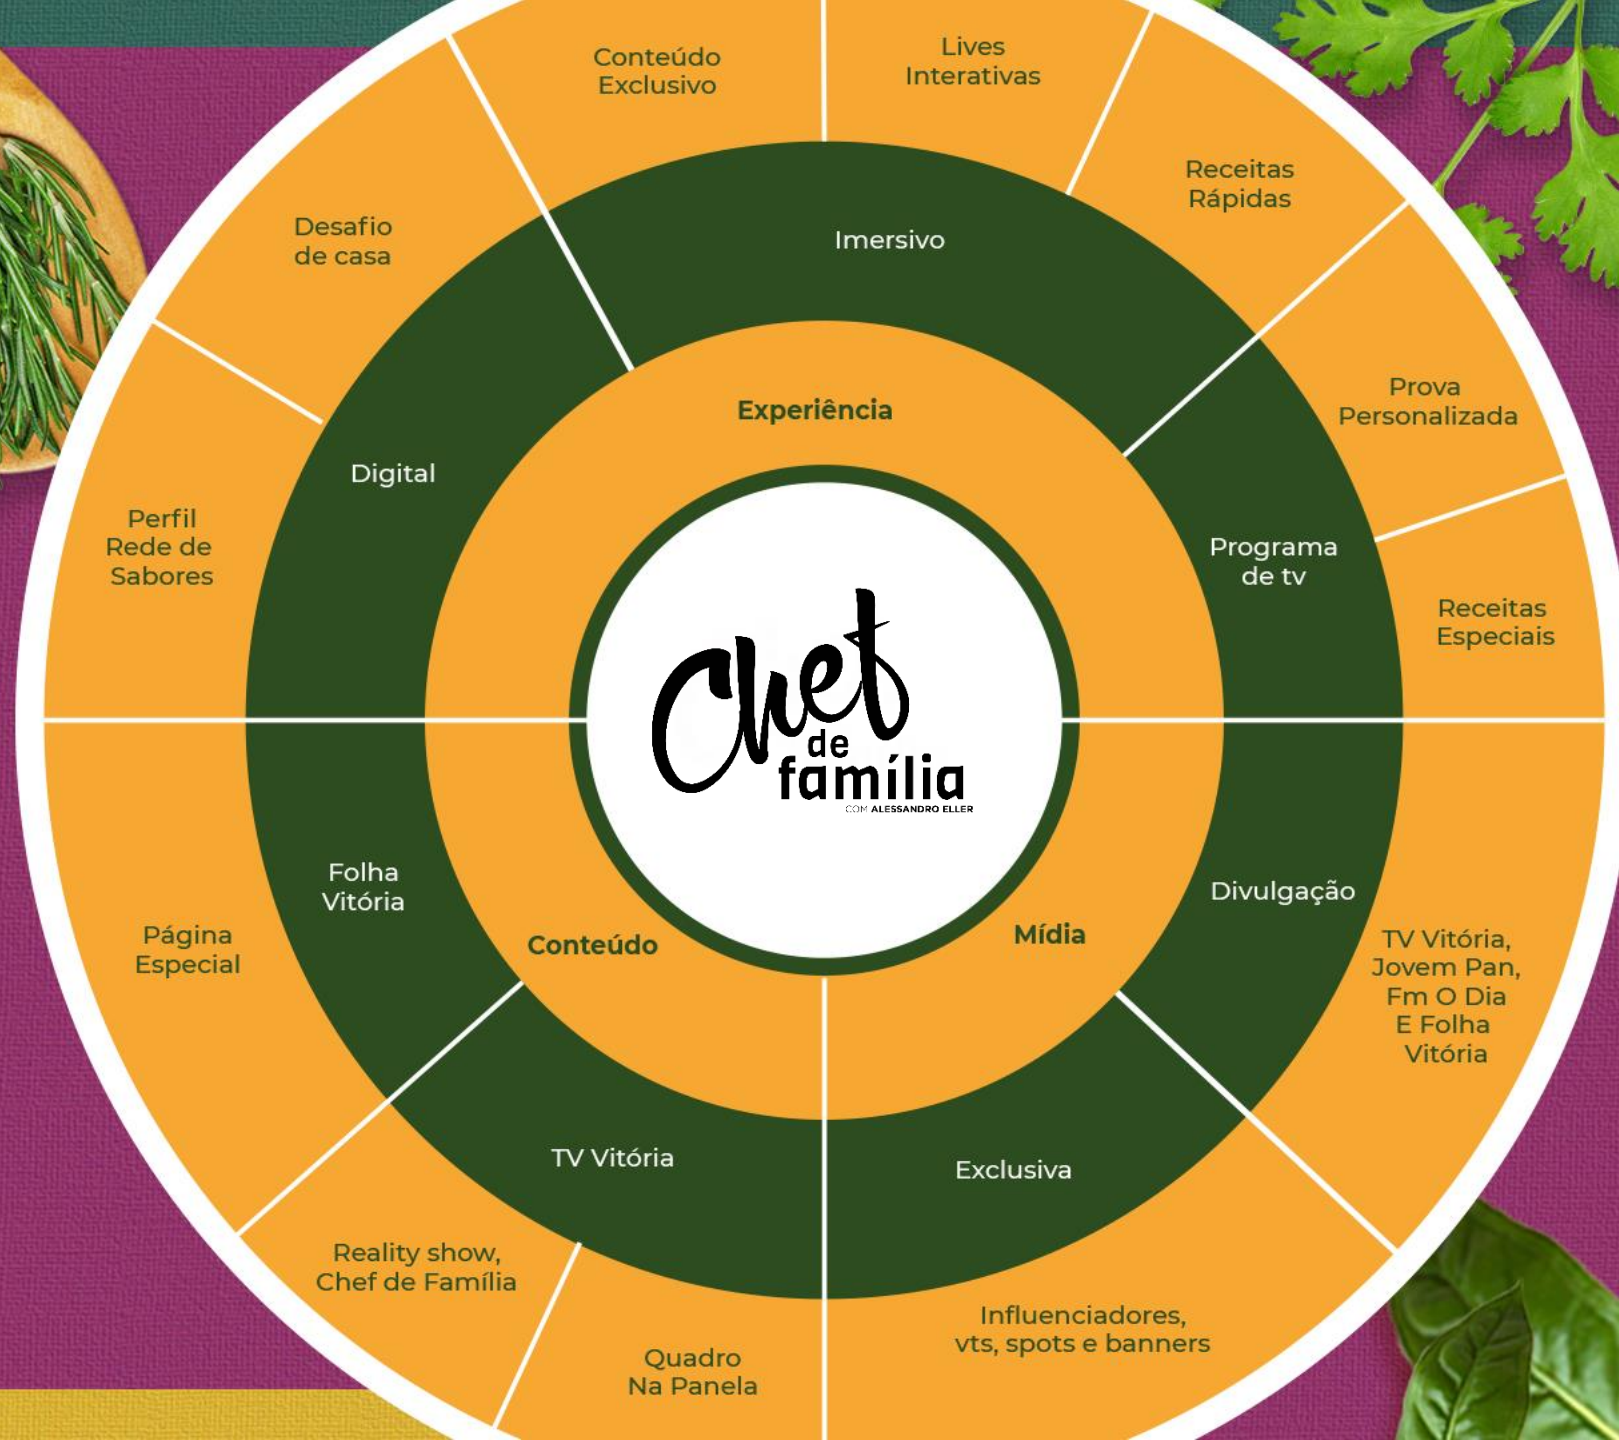 Conteúdo
Exclusivo
Lives
Interativas
Receitas
Rápidas
Desafio
de casa
Imersivo
Prova
Personalizada
Experiência
Digital
Perfil
Rede de
Sabores
Programa
de tv
Receitas
Especiais
Chef
de
família
COM ALESSANDRO ELLER
Folha
Vitória
Divulgação
Página
Especial
Conteúdo
Mídia
TV Vitória,
Jovem Pan,
Fm O Dia
E Folha
Vitória
TV Vitória
Exclusiva
Reality show,
Chef de Família
Influenciadores,
vts, spots e banners
Quadro
Na Panela